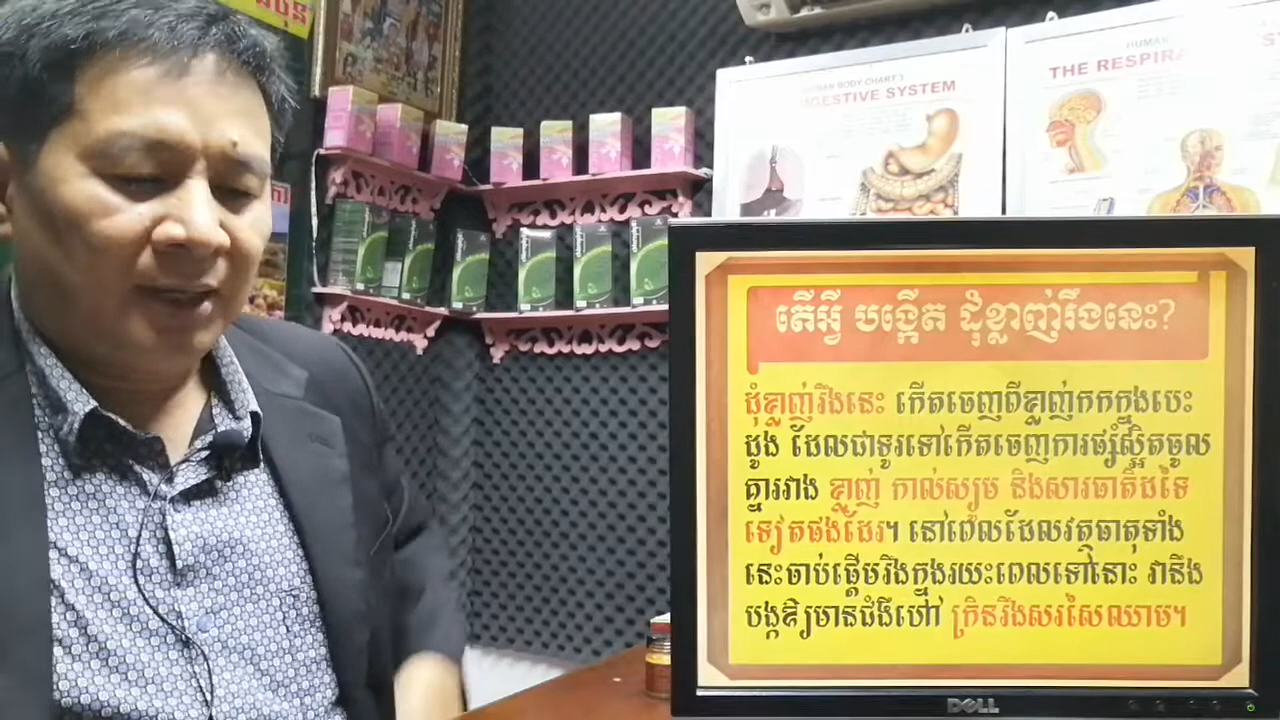 HUMAN BODY CHART 3
DIGESTIVE SYSTEM
HUMAN
THE RESPIRA
តើអ្វី បង្កើត ដុំខ្លាញ់រឹងនេះ?
ដុំខ្លាញ់រឹងនេះ កើតចេញពីខ្លាញ់កកក្នុងបេះ
ដូង ដែលជាទូរទៅកើតចេញការផ្សំស្អិតចូល
គ្នារវាង ខ្លាញ់ កាល់ស្យូម និងសារធាតុដទៃ
ទៀតផងដែរ។ នៅពេលដែលវត្ថុធាតុទាំង
នេះចាប់ផ្តើមរឹងក្នុងរយៈពេលទៅនោះ វានឹង
បង្កឱ្យមានជំងឺហៅ ក្រិនរឹងសរសៃឈាម។
DELL